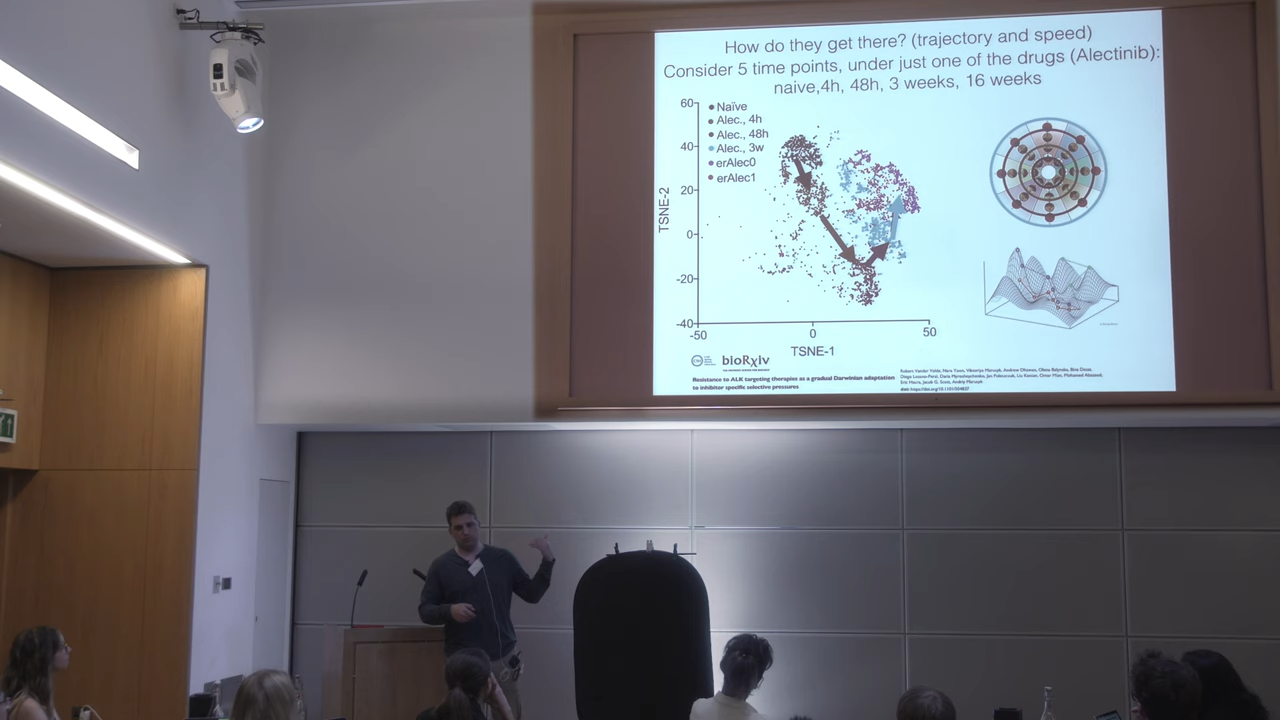 How do they get there? (trajectory and speed)
Consider 5 time points, under just one of the drugs (Alectinib):
naive,4h, 48h, 3 weeks, 16 weeks
60
40
20
0
-20
-40
-50
0
50
TSNE-2
TSNE-1
Naïve
Alec., 4h
Alec., 48h
Alec., 3w
erAlec0
erAlec1
bioRxiv
Resistance to ALK targeting therapies as a gradual Darwinian adaptation
to inhibitor specific selective pressures